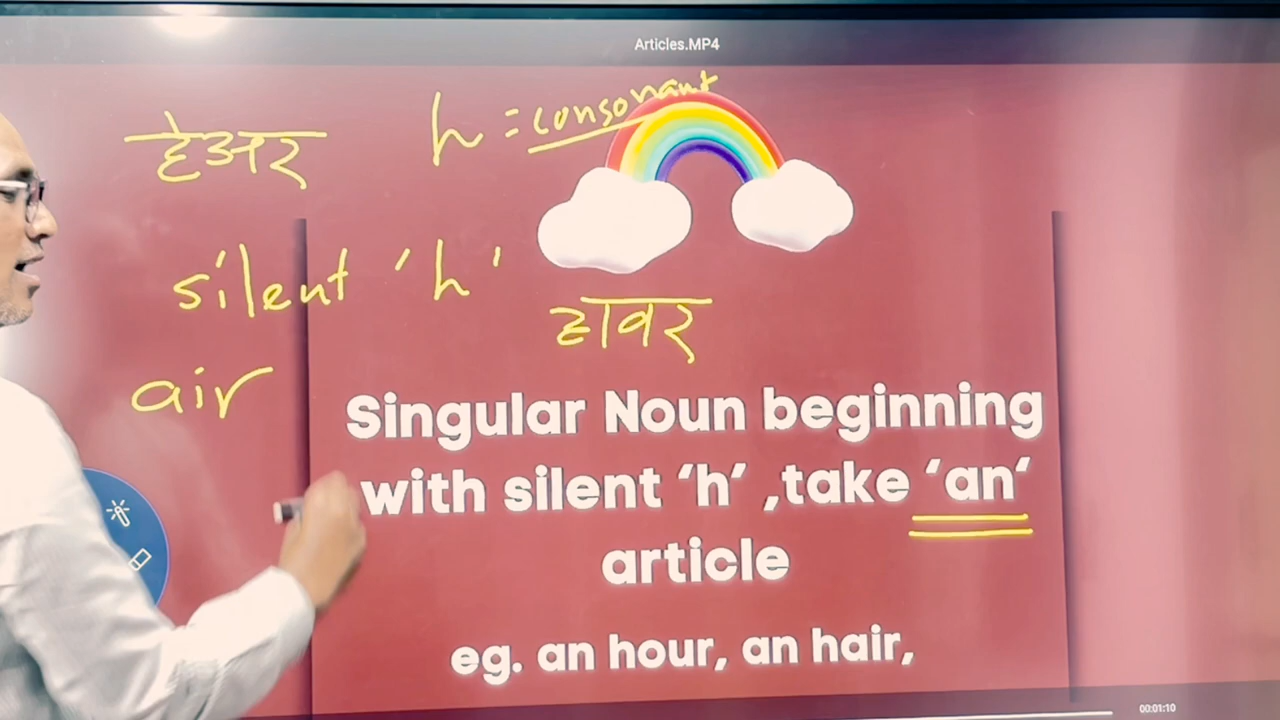 Articles.MP4
हेअर h = consonant
silent 'h'
हावर
air
Singular Noun beginning
with silent ‘h’ ,take ‘an‘
article
eg. an hour, an hair,
00:01:10